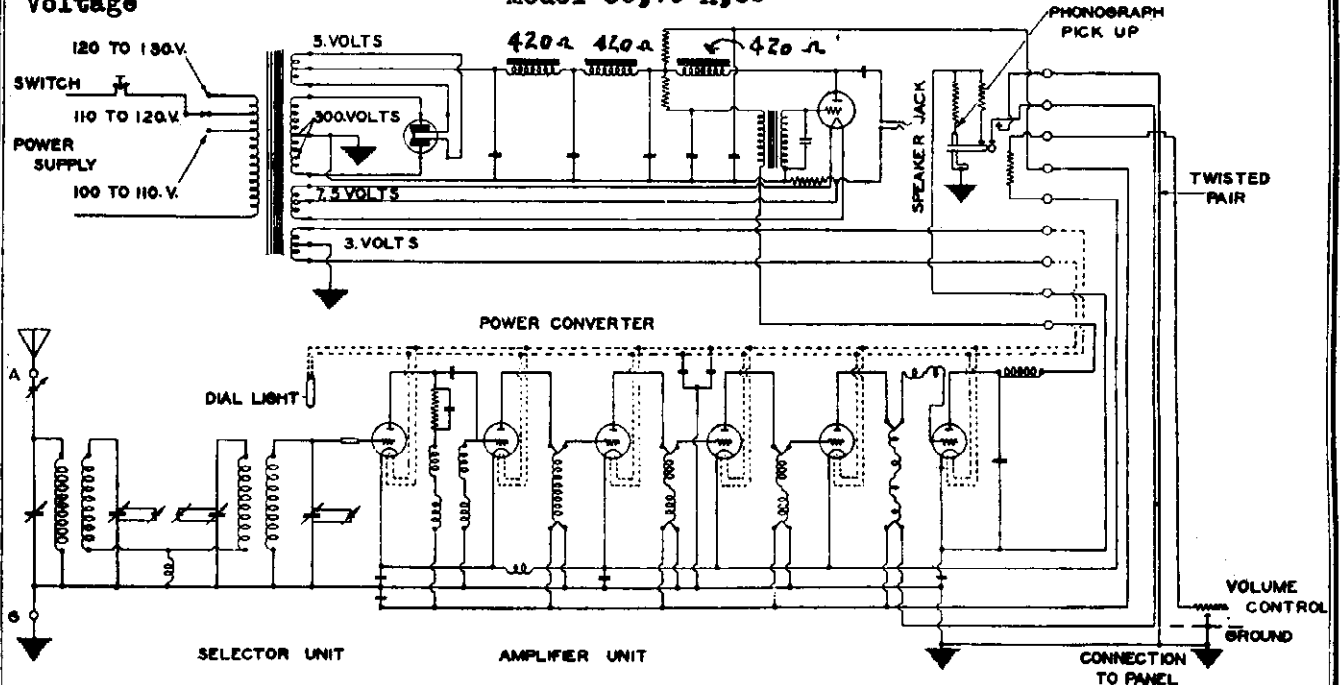 Voltage
120 TO 130.V.
SWITCH
110 TO 120.V.
POWER
SUPPLY
100 TO 110.V.
5.VOLTS
300.VOLTS
7.5 VOLTS
3.VOLTS
420 Ω
420 Ω
420 Ω
PHONOGRAPH
PICK UP
SPEAKER JACK
TWISTED
PAIR
POWER CONVERTER
DIAL LIGHT
A
G
SELECTOR UNIT
AMPLIFIER UNIT
VOLUME
CONTROL
GROUND
CONNECTION
TO PANEL